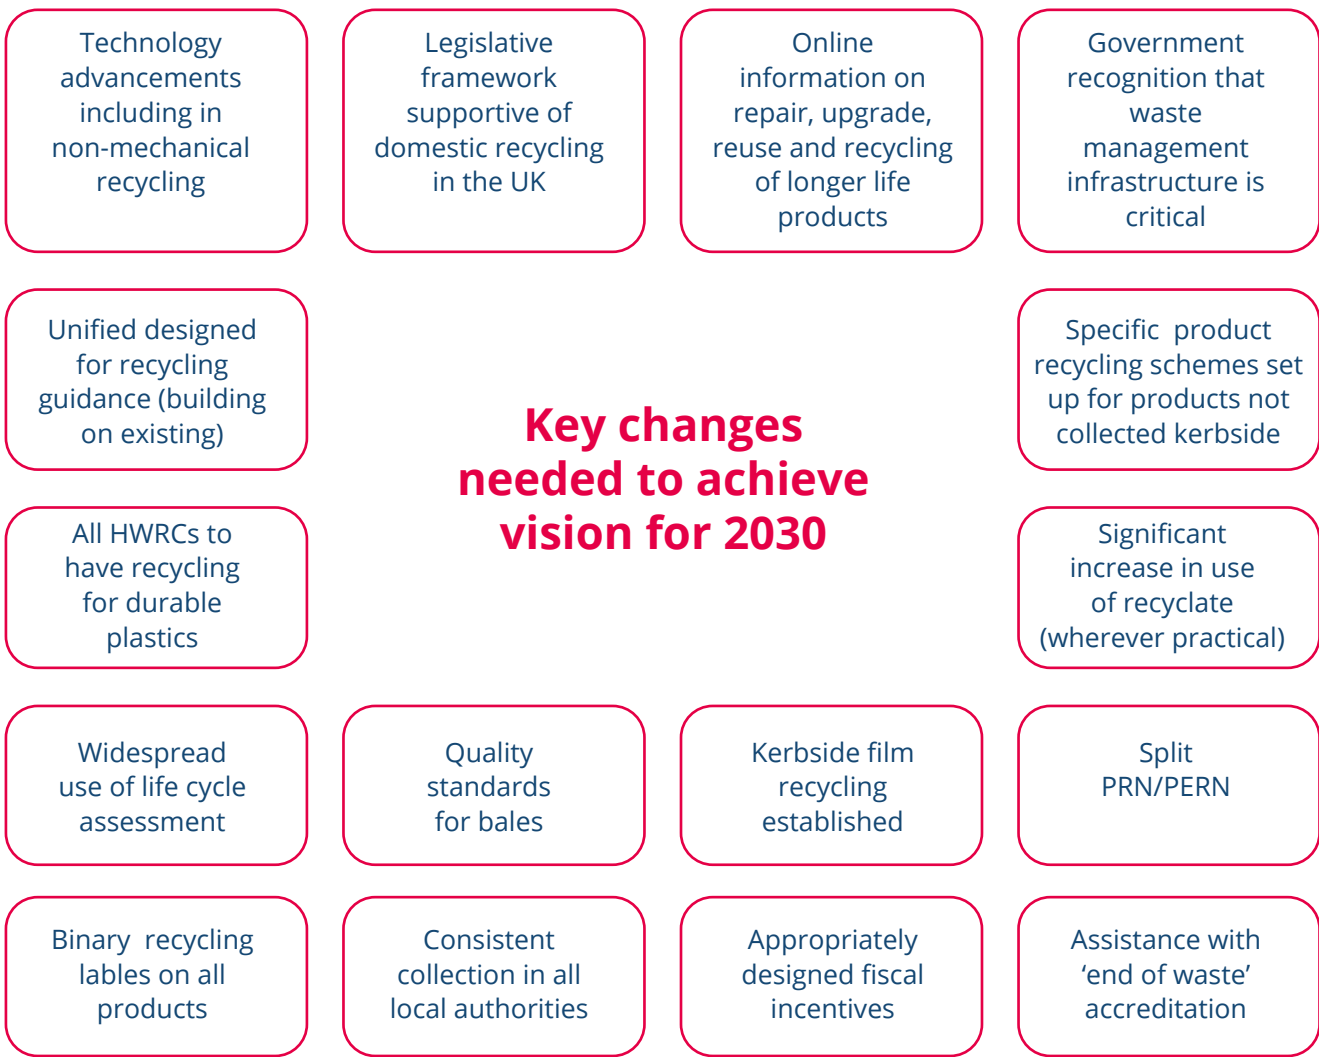 Technology
advancements
including in
non-mechanical
recycling
Legislative
framework
supportive of
domestic recycling
in the UK
Online
information on
repair, upgrade,
reuse and recycling
of longer life
products
Government
recognition that
waste
management
infrastructure is
critical
Unified designed
for recycling
guidance (building
on existing)
Key changes
needed to achieve
vision for 2030
Specific product
recycling schemes set
up for products not
collected kerbside
All HWRCs to
have recycling
for durable
plastics
Significant
increase in use
of recyclate
(wherever practical)
Widespread
use of life cycle
assessment
Quality
standards
for bales
Kerbside film
recycling
established
Split
PRN/PERN
Binary recycling
lables on all
products
Consistent
collection in all
local authorities
Appropriately
designed fiscal
incentives
Assistance with
‘end of waste’
accreditation